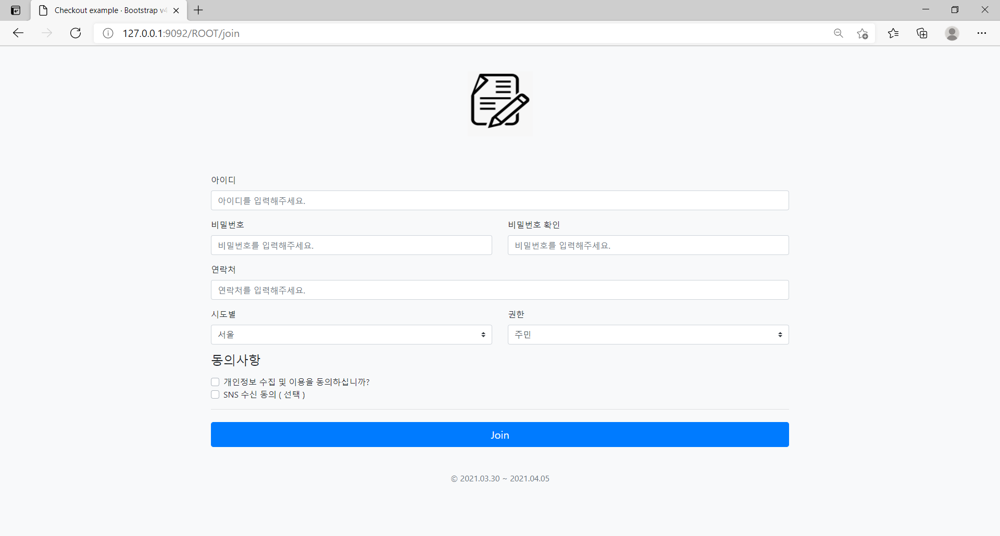 Checkout example · Bootstrap v4
127.0.0.1:9092/ROOT/join
아이디
아이디를 입력해주세요.
비밀번호
비밀번호 확인
비밀번호를 입력해주세요.
비밀번호를 입력해주세요.
연락처
연락처를 입력해주세요.
시도별
권한
서울
주민
동의사항
개인정보 수집 및 이용을 동의하십니까?
SNS 수신 동의 ( 선택 )
Join
© 2021.03.30 ~ 2021.04.05